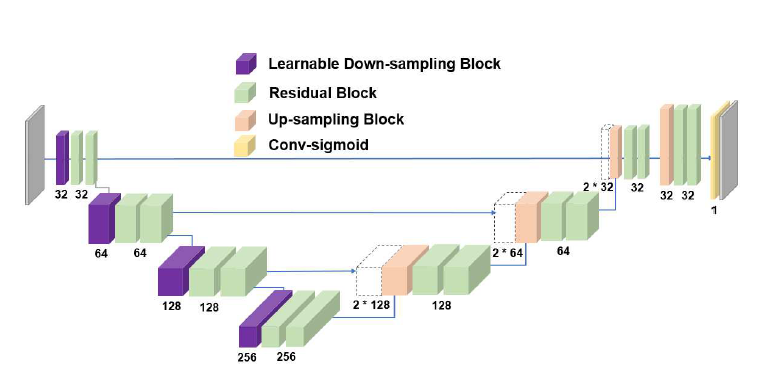 Learnable Down-sampling Block
Residual Block
Up-sampling Block
Conv-sigmoid
32 32
2 * 32 32
32 32
1
64 64
2 * 64 64
128 128
2 * 128 128
256 256